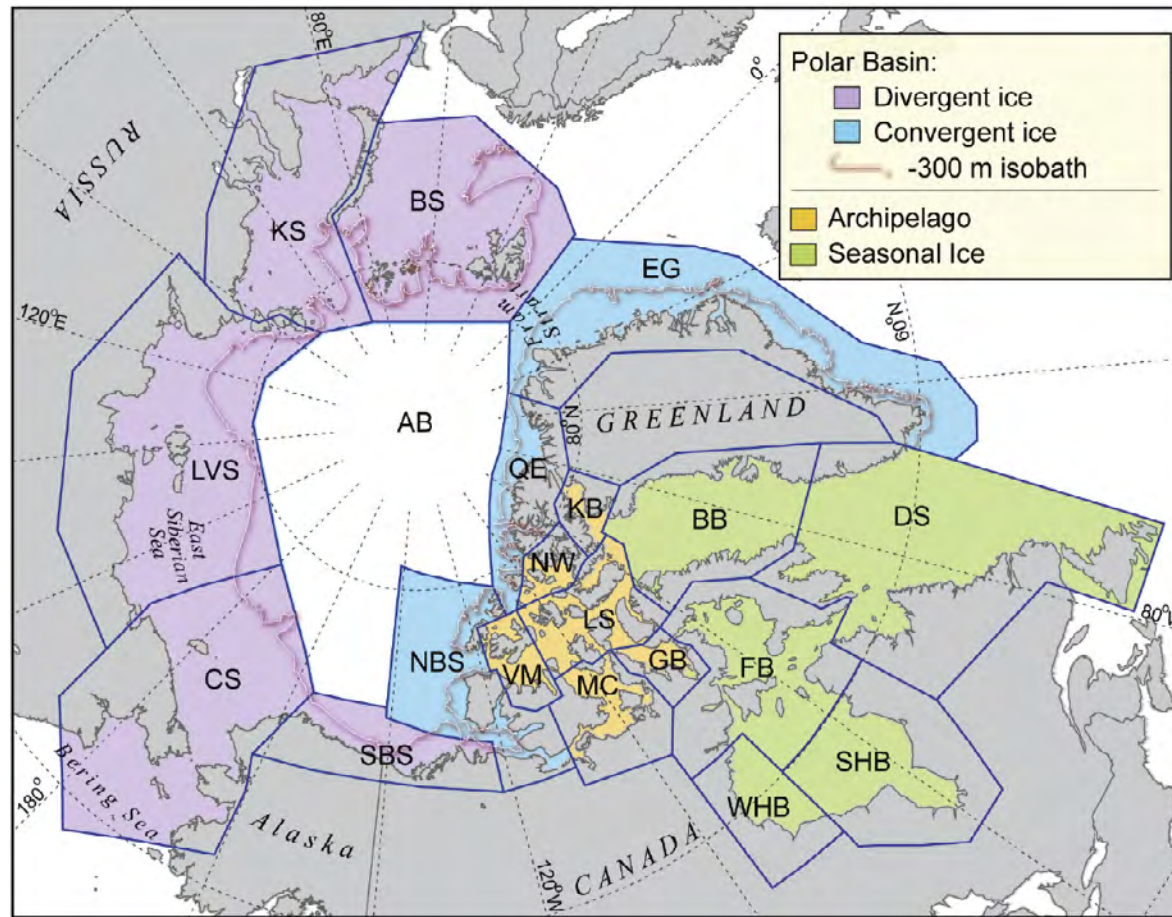 Polar Basin:
Divergent ice
Convergent ice
-300 m isobath
Archipelago
Seasonal Ice
80°E
0°
RUSSIA
BS
KS
EG
Fram
Strait
120°E
60°N
AB
GREENLAND
80°N
LVS
QE
KB
BB
DS
East
Siberian
Sea
NW
LS
80°W
NBS
GB
FB
CS
VM
MC
SBS
SHB
Bering Sea
WHB
180°
Alaska
CANADA
120°W